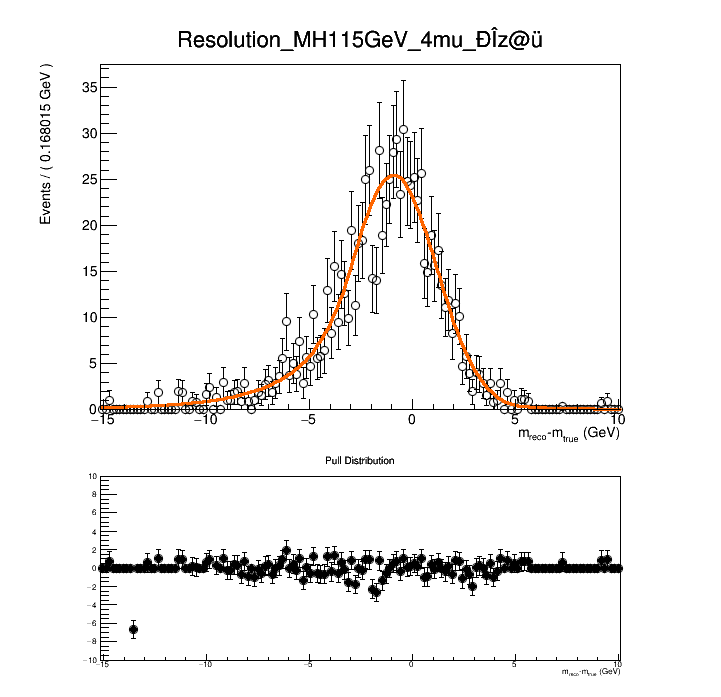 Resolution_MH115GeV_4mu_ÐÎz@ü
Events / ( 0.168015 GeV )
35
30
25
20
15
10
5
0
−15 −10 −5 0 5 10
m_reco-m_true (GeV)
Pull Distribution
10
8
6
4
2
0
−2
−4
−6
−8
−10
−15 −10 −5 0 5 10
m_reco-m_true (GeV)